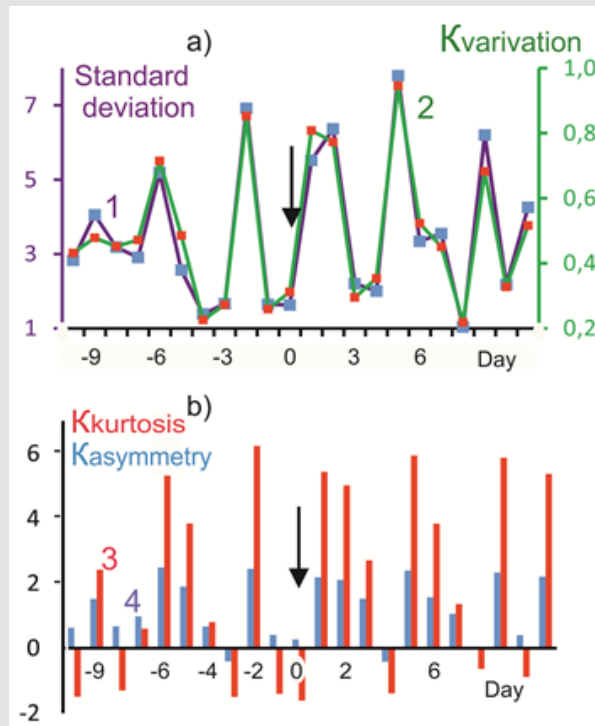 a)
Kvarivation
Standard
deviation
1,0
7
2
0,8
5
1
0,6
3
0,4
1
0,2
-9 -6 -3 0 3 6 Day
b)
Kkurtosis
Kasymmetry
6
4
3
2
4
0
-9 -6 -4 -2 0 2 6
Day
-2